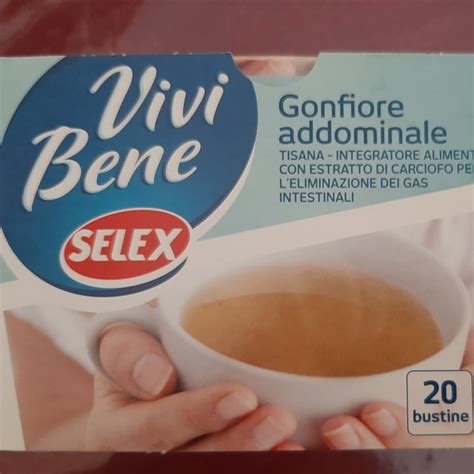 Vivi
Bene
SELEX
Gonfiore
addominale
TISANA - INTEGRATORE ALIMENT
CON ESTRATTO DI CARCIOFO PE
L'ELIMINAZIONE DEI GAS
INTESTINALI
20
bustine